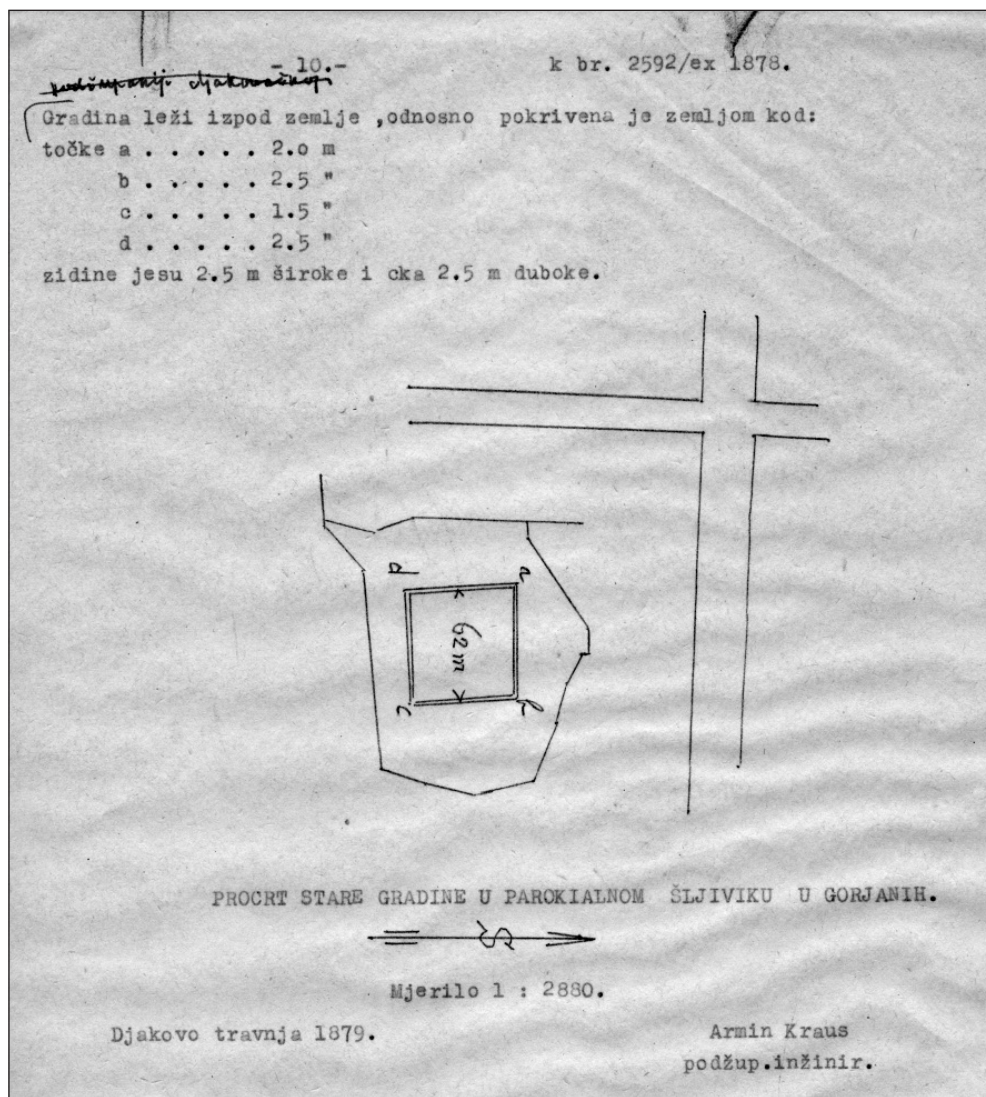 - 10.-
k br. 2592/ex 1878.
Gradina leži izpod zemlje ,odnosno pokrivena je zemljom kod:
točke a . . . . . 2.o m
b . . . . . 2.5 "
c . . . . . 1.5 "
d . . . . . 2.5 "
zidine jesu 2.5 m široke i cka 2.5 m duboke.
d
a
62 m
c
b
PROCRT STARE GRADINE U PAROKIALNOM ŠLJIVIKU U GORJANIH.
S
Mjerilo 1 : 2880.
Djakovo travnja 1879.
Armin Kraus
podžup.inžinir.